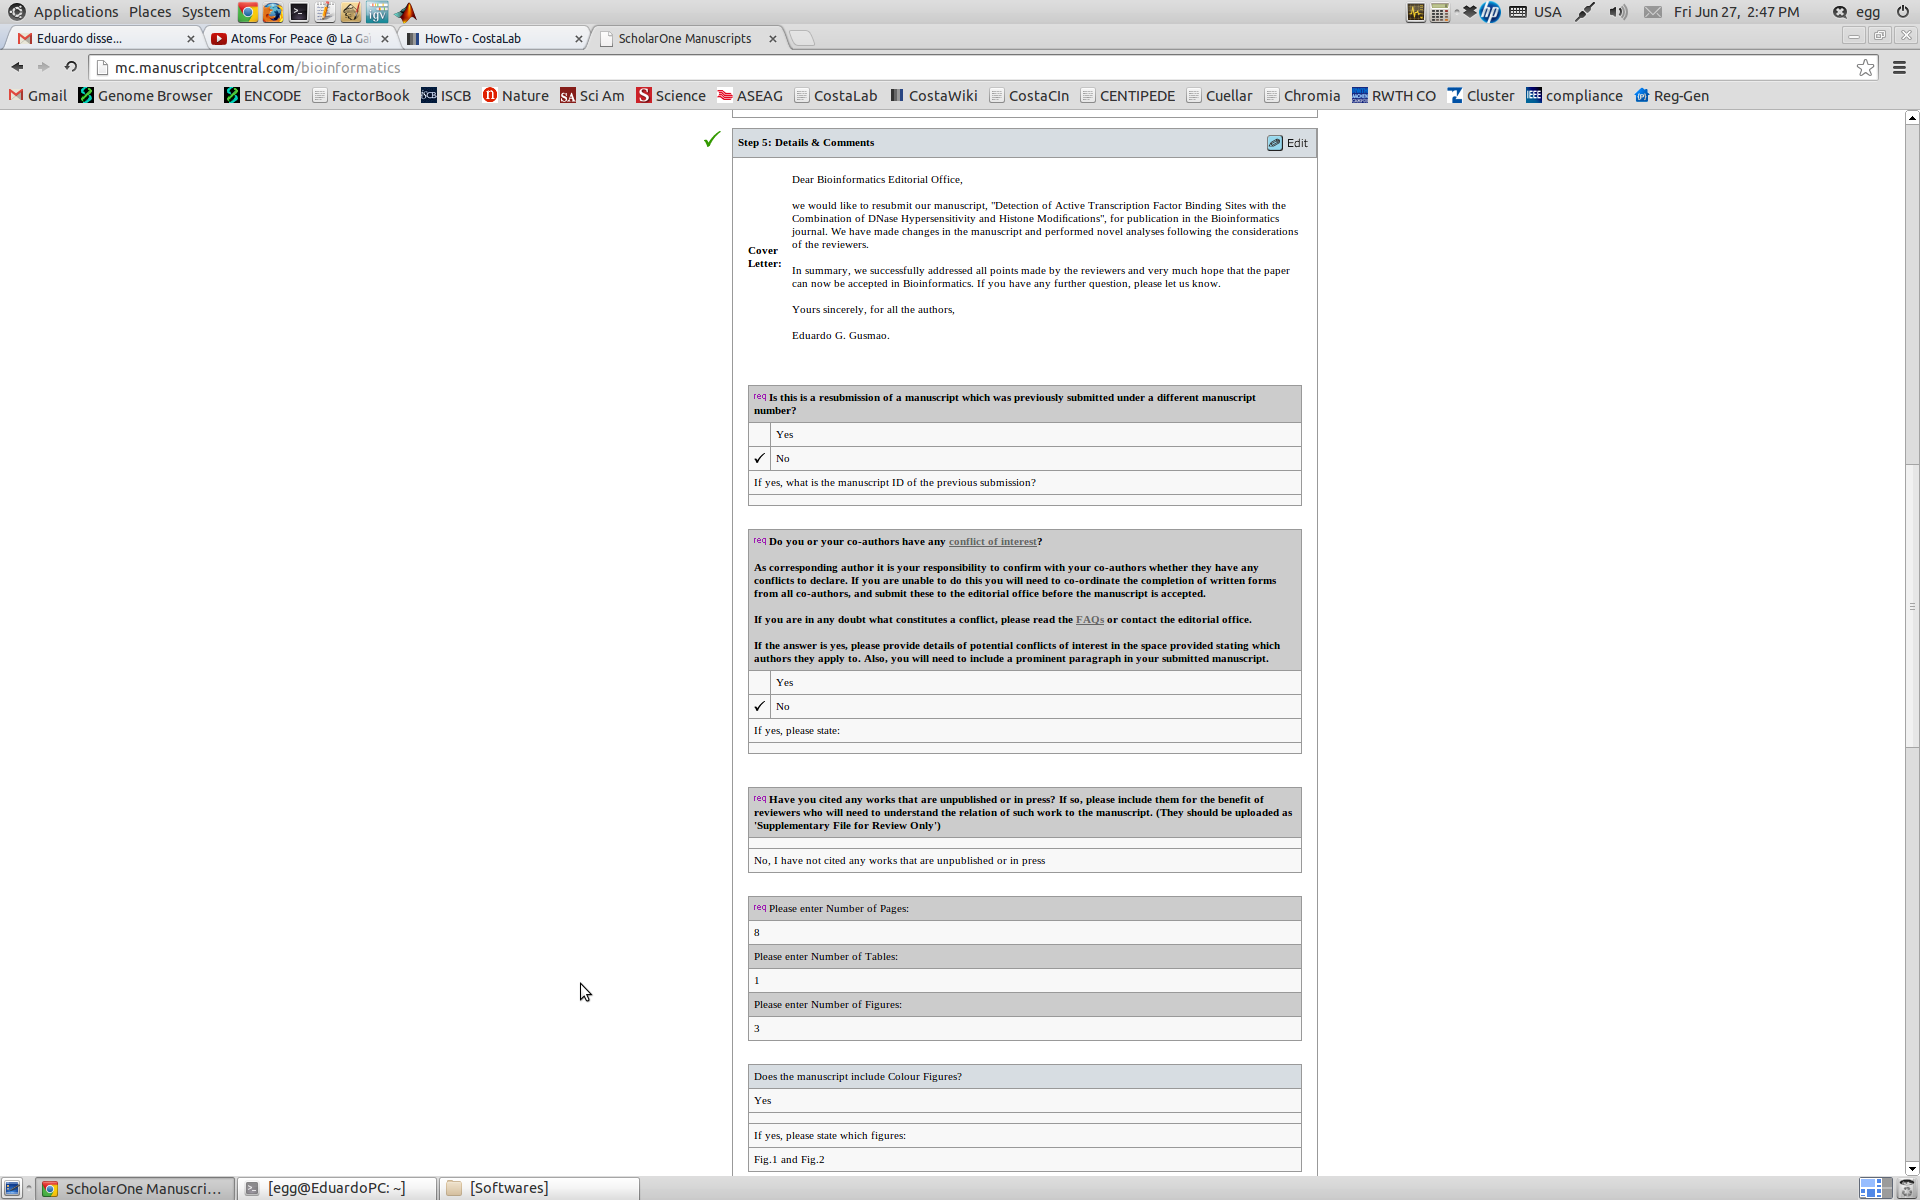 Applications Places System
USA Fri Jun 27, 2:47 PM egg
Eduardo disse...
Atoms For Peace @ La Ga
HowTo - CostaLab
ScholarOne Manuscripts
mc.manuscriptcentral.com/bioinformatics
Gmail Genome Browser ENCODE FactorBook ISCB Nature Sci Am Science ASEAG CostaLab CostaWiki CostaCIn CENTIPEDE Cuellar Chromia RWTH CO Cluster compliance Reg-Gen
Step 5: Details & Comments
Edit
Cover
Letter:
Dear Bioinformatics Editorial Office,
we would like to resubmit our manuscript, "Detection of Active Transcription Factor Binding Sites with the
Combination of DNase Hypersensitivity and Histone Modifications", for publication in the Bioinformatics
journal. We have made changes in the manuscript and performed novel analyses following the considerations
of the reviewers.
In summary, we successfully addressed all points made by the reviewers and very much hope that the paper
can now be accepted in Bioinformatics. If you have any further question, please let us know.
Yours sincerely, for all the authors,
Eduardo G. Gusmao.
req Is this is a resubmission of a manuscript which was previously submitted under a different manuscript
number?
Yes
No
If yes, what is the manuscript ID of the previous submission?
req Do you or your co-authors have any conflict of interest?
As corresponding author it is your responsibility to confirm with your co-authors whether they have any
conflicts to declare. If you are unable to do this you will need to co-ordinate the completion of written forms
from all co-authors, and submit these to the editorial office before the manuscript is accepted.
If you are in any doubt what constitutes a conflict, please read the FAQs or contact the editorial office.
If the answer is yes, please provide details of potential conflicts of interest in the space provided stating which
authors they apply to. Also, you will need to include a prominent paragraph in your submitted manuscript.
Yes
No
If yes, please state:
req Have you cited any works that are unpublished or in press? If so, please include them for the benefit of
reviewers who will need to understand the relation of such work to the manuscript. (They should be uploaded as
'Supplementary File for Review Only')
No, I have not cited any works that are unpublished or in press
req Please enter Number of Pages:
8
Please enter Number of Tables:
1
Please enter Number of Figures:
3
Does the manuscript include Colour Figures?
Yes
If yes, please state which figures:
Fig.1 and Fig.2
ScholarOne Manuscri...
[egg@EduardoPC: ~]
[Softwares]